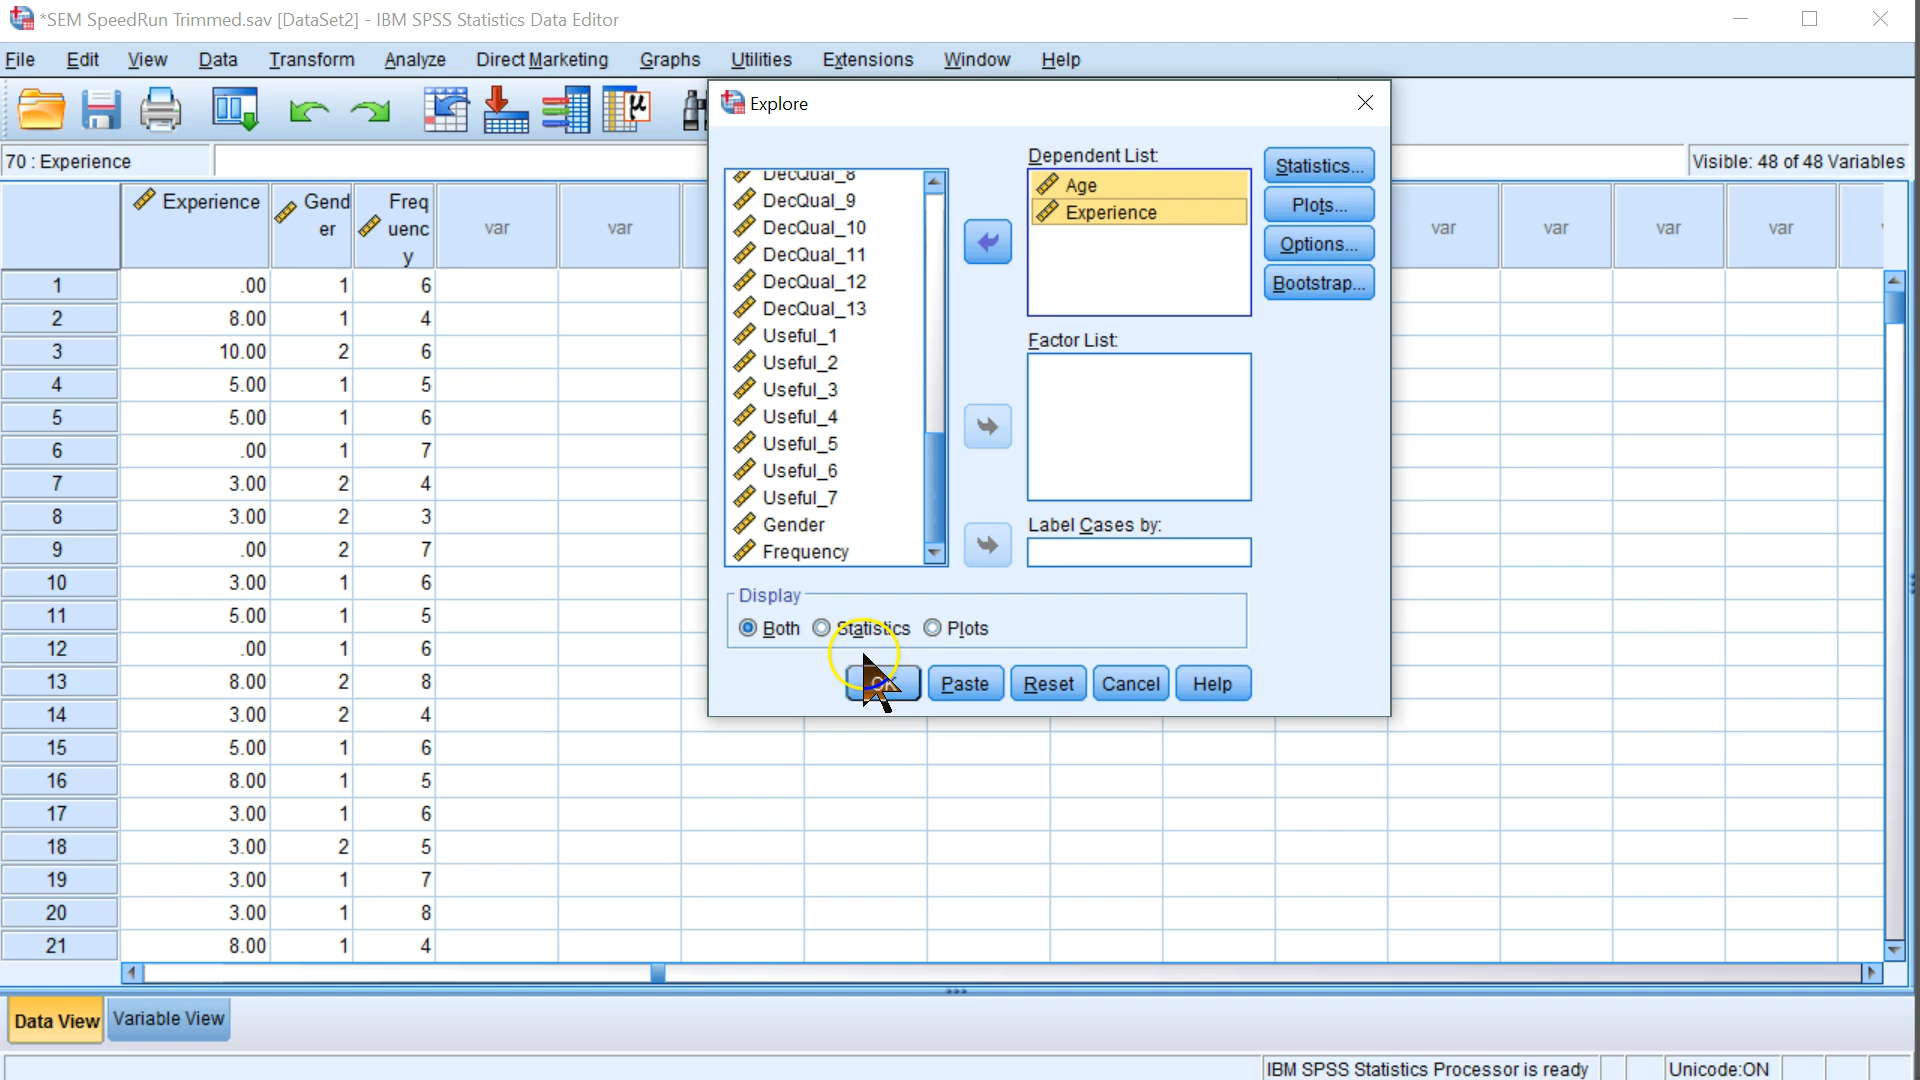 *SEM SpeedRun Trimmed.sav [DataSet2] - IBM SPSS Statistics Data Editor
File Edit View Data Transform Analyze Direct Marketing Graphs Utilities Extensions Window Help
Explore
70 : Experience
Visible: 48 of 48 Variables
Experience Gender Frequency var var var var var var
1 .00 1 6
2 8.00 1 4
3 10.00 2 6
4 5.00 1 5
5 5.00 1 6
6 .00 1 7
7 3.00 2 4
8 3.00 2 3
9 .00 2 7
10 3.00 1 6
11 5.00 1 5
12 .00 1 6
13 8.00 2 8
14 3.00 2 4
15 5.00 1 6
16 8.00 1 5
17 3.00 1 6
18 3.00 2 5
19 3.00 1 7
20 3.00 1 8
21 8.00 1 4
DecQual_8
DecQual_9
DecQual_10
DecQual_11
DecQual_12
DecQual_13
Useful_1
Useful_2
Useful_3
Useful_4
Useful_5
Useful_6
Useful_7
Gender
Frequency
Dependent List:
Age
Experience
Factor List:
Label Cases by:
Statistics...
Plots...
Options...
Bootstrap...
Display
Both Statistics Plots
OK Paste Reset Cancel Help
Data View Variable View
IBM SPSS Statistics Processor is ready Unicode:ON